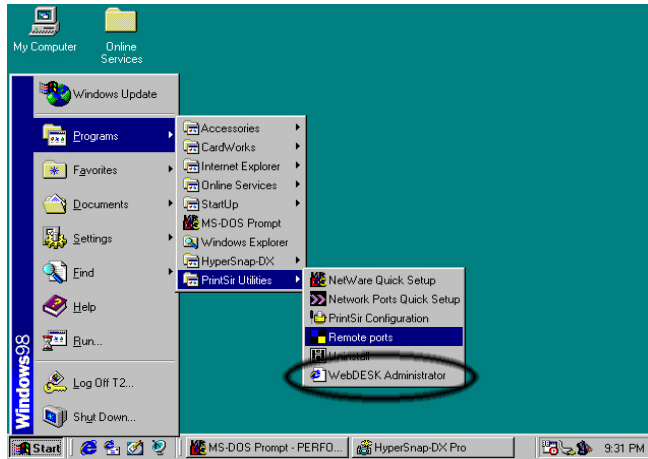 My Computer
Online
Services
Windows Update
Programs
Favorites
Documents
Settings
Find
Help
Run...
Log Off T2...
Shut Down...
Windows98
Accessories
CardWorks
Internet Explorer
Online Services
StartUp
MS-DOS Prompt
Windows Explorer
HyperSnap-DX
PrintSir Utilities
NetWare Quick Setup
Network Ports Quick Setup
PrintSir Configuration
Remote ports
Uninstall
WebDESK Administrator
Start
MS-DOS Prompt - PERFO...
HyperSnap-DX Pro
9:31 PM